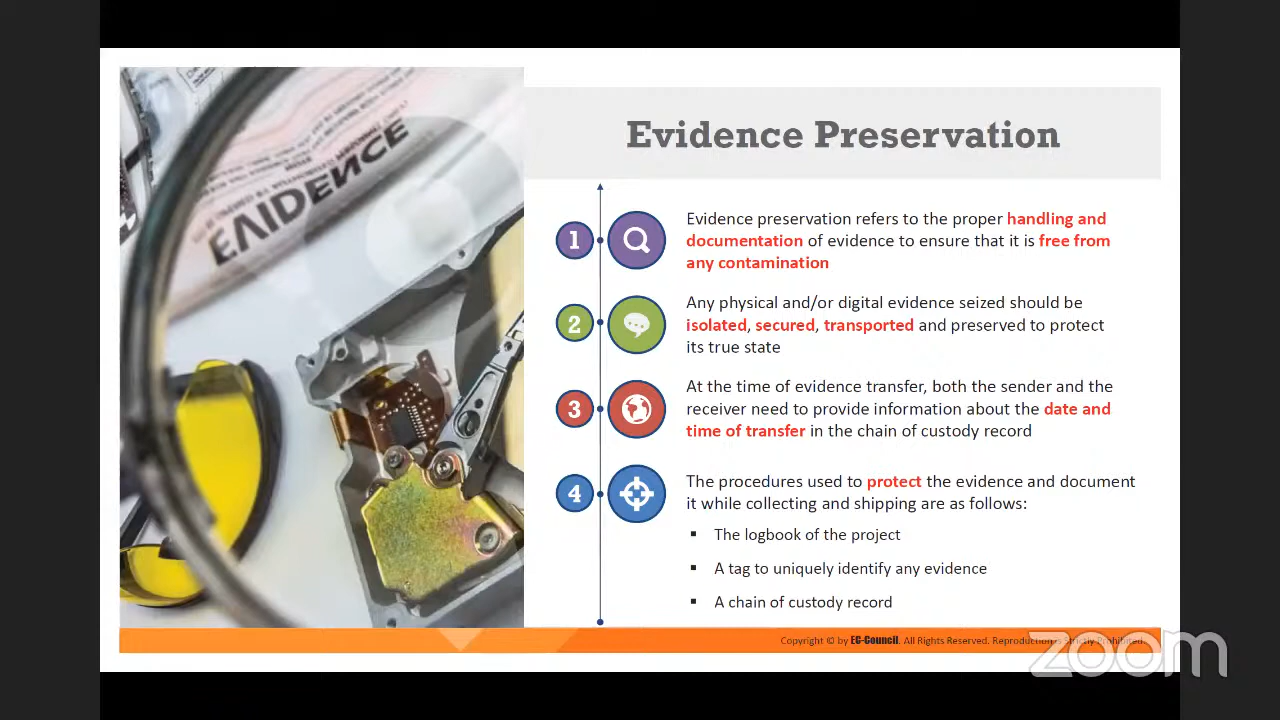 EVIDENCE
Evidence Preservation
1
Evidence preservation refers to the proper handling and
documentation of evidence to ensure that it is free from
any contamination
2
Any physical and/or digital evidence seized should be
isolated, secured, transported and preserved to protect
its true state
3
At the time of evidence transfer, both the sender and the
receiver need to provide information about the date and
time of transfer in the chain of custody record
4
The procedures used to protect the evidence and document
it while collecting and shipping are as follows:
▪ The logbook of the project
▪ A tag to uniquely identify any evidence
▪ A chain of custody record
Copyright © by EC-Council. All Rights Reserved. Reproduction is Strictly Prohibited.
zoom